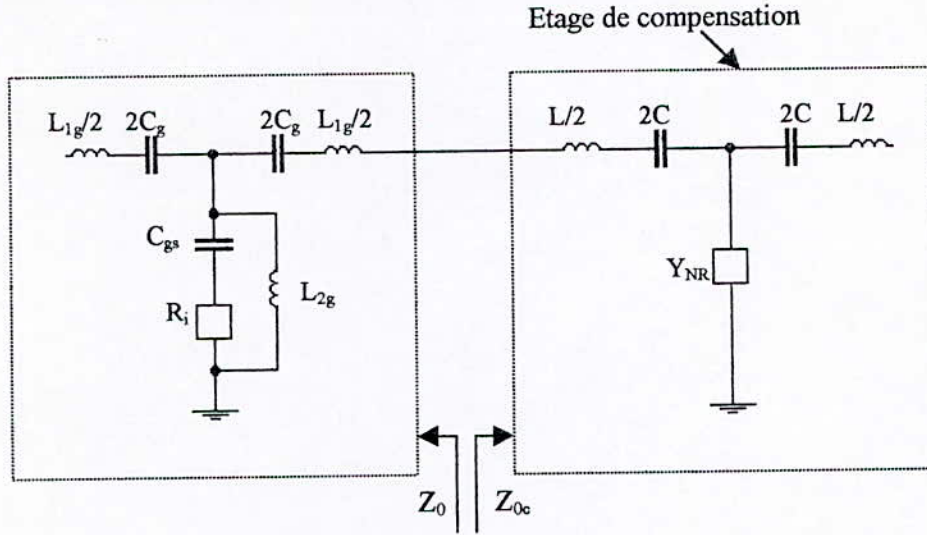 Etage de compensation
L1g/2 2Cg 2Cg L1g/2
L/2 2C 2C L/2
Cgs
L2g
Ri
YNR
Z0 Z0c